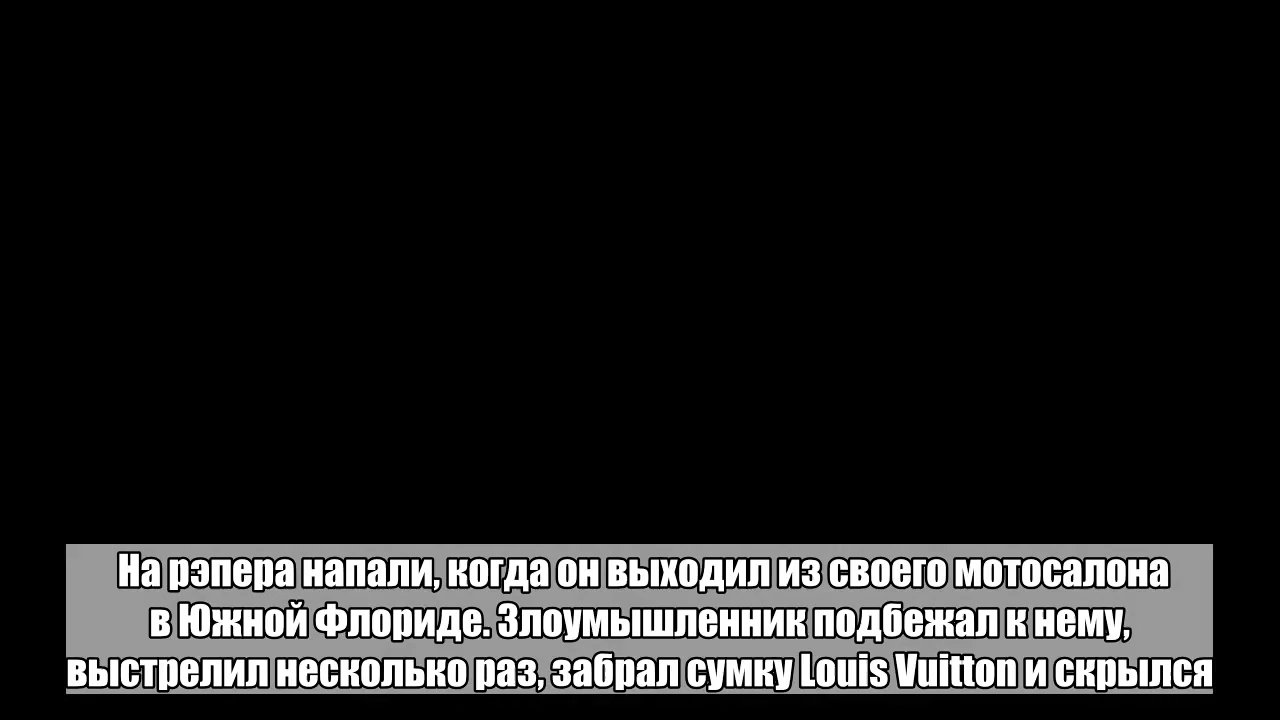 На рэпера напали, когда он выходил из своего мотосалона
в Южной Флориде. Злоумышленник подбежал к нему,
выстрелил несколько раз, забрал сумку Louis Vuitton и скрылся